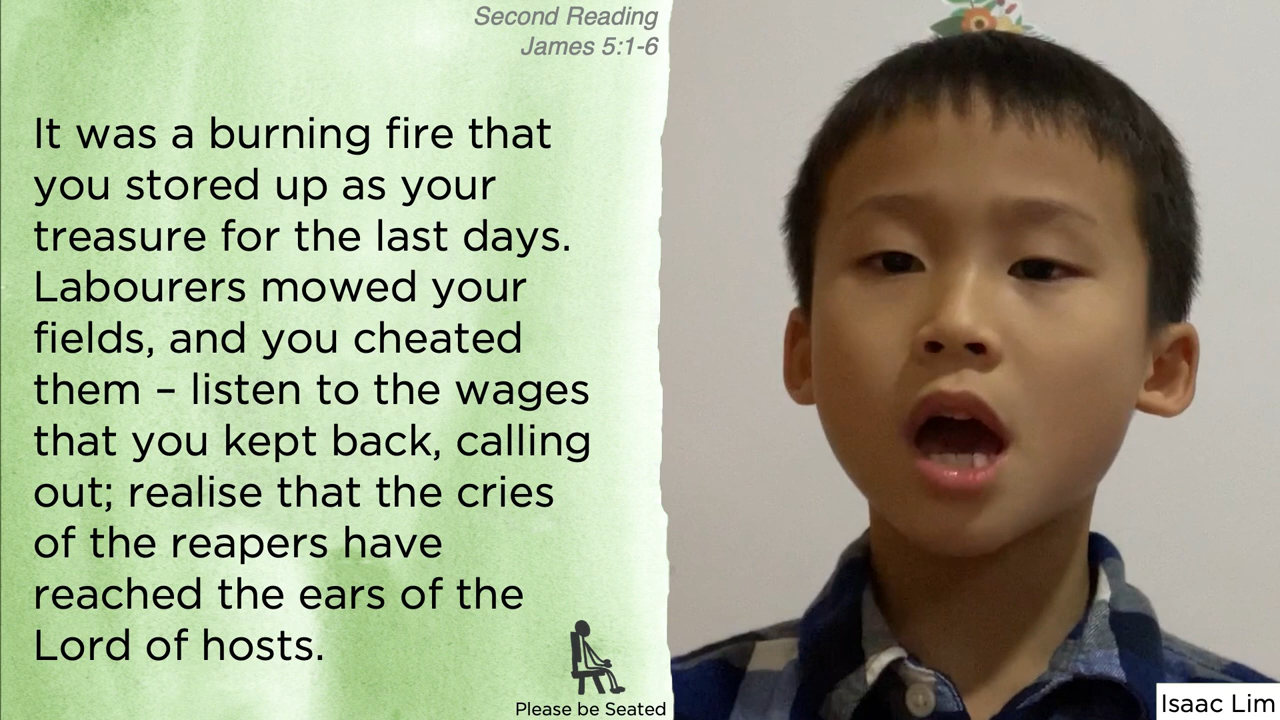 Second Reading
James 5:1-6
It was a burning fire that
you stored up as your
treasure for the last days.
Labourers mowed your
fields, and you cheated
them – listen to the wages
that you kept back, calling
out; realise that the cries
of the reapers have
reached the ears of the
Lord of hosts.
Please be Seated
Isaac Lim